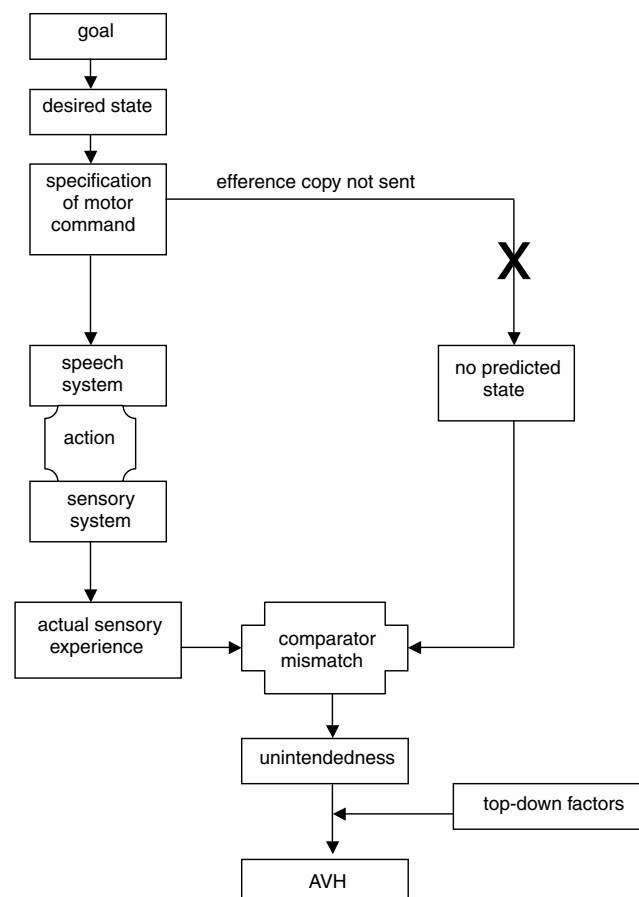 goal
desired state
specification
of motor
command
efference copy not sent
X
speech
system
no predicted
state
action
sensory
system
actual sensory
experience
comparator
mismatch
unintendedness
top-down factors
AVH